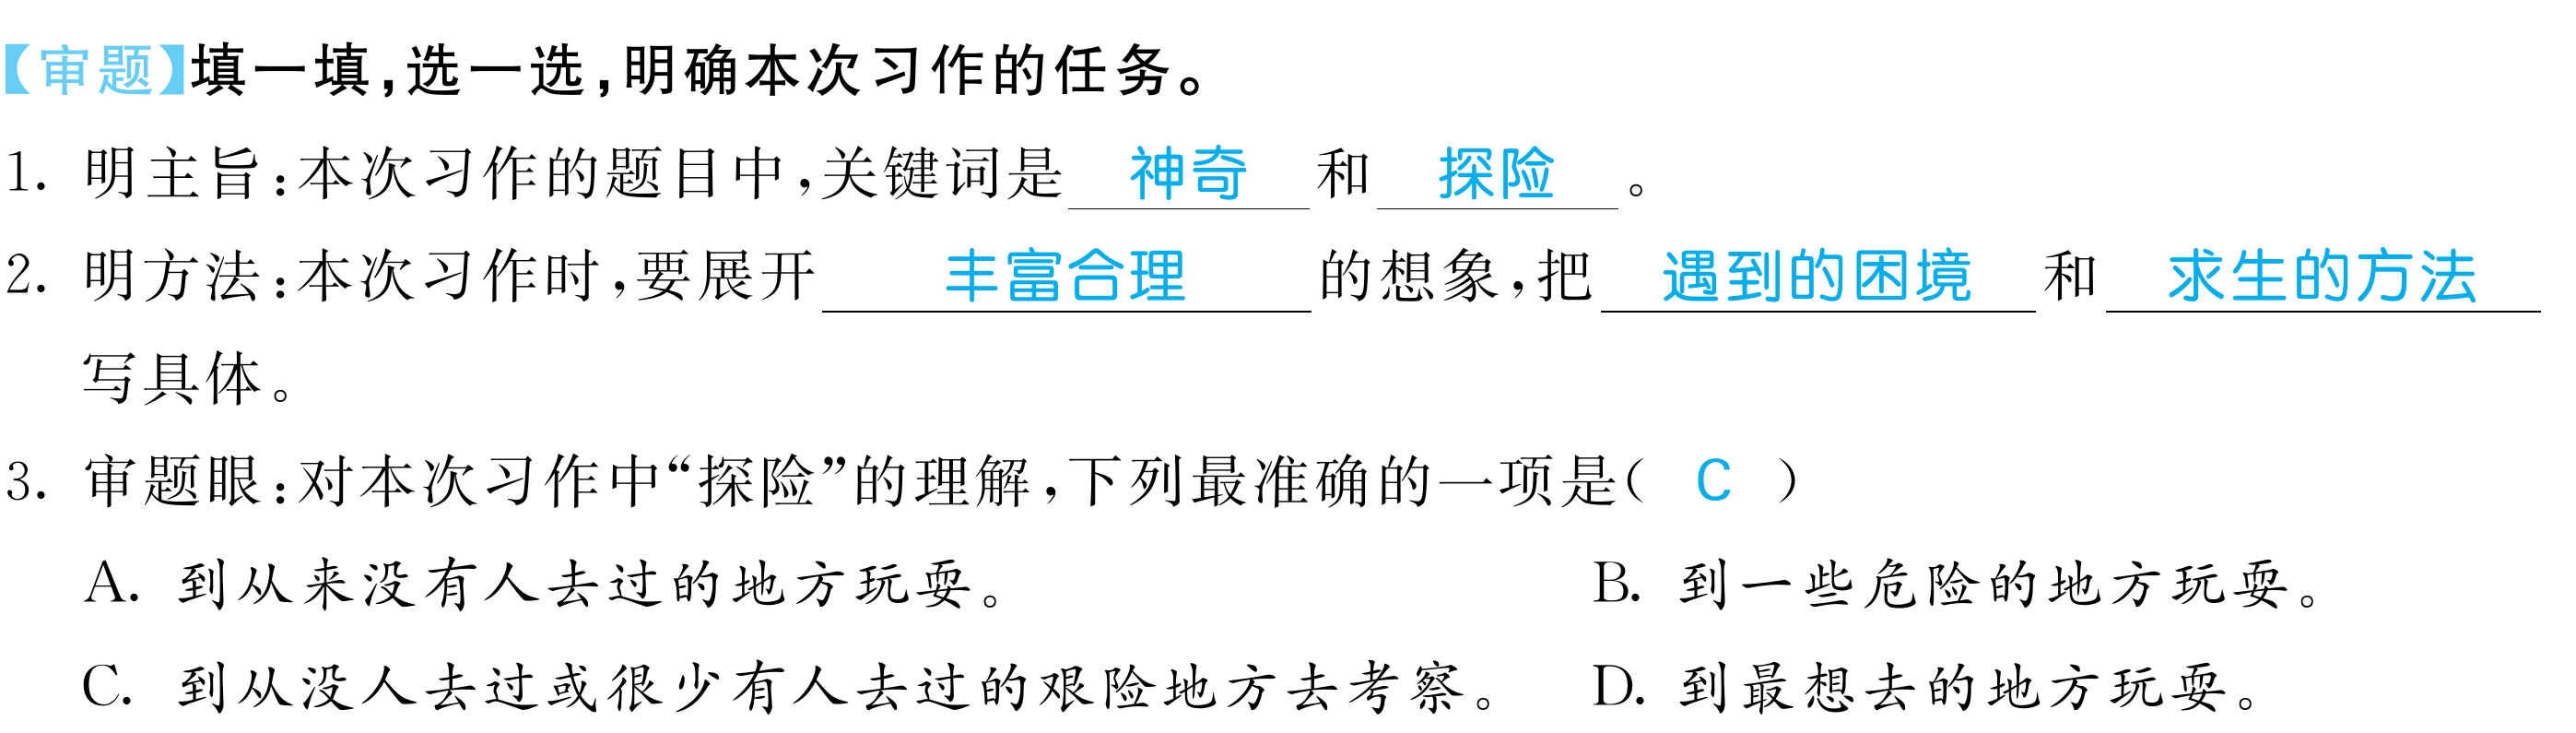 【审题】填一填,选一选,明确本次习作的任务。
1. 明主旨:本次习作的题目中,关键词是 神奇 和 探险 。
2. 明方法:本次习作时,要展开 丰富合理 的想象,把 遇到的困境 和 求生的方法
写具体。
3. 审题眼:对本次习作中“探险”的理解,下列最准确的一项是( C )
A. 到从来没有人去过的地方玩耍。 B. 到一些危险的地方玩耍。
C. 到从没人去过或很少有人去过的艰险地方去考察。 D. 到最想去的地方玩耍。